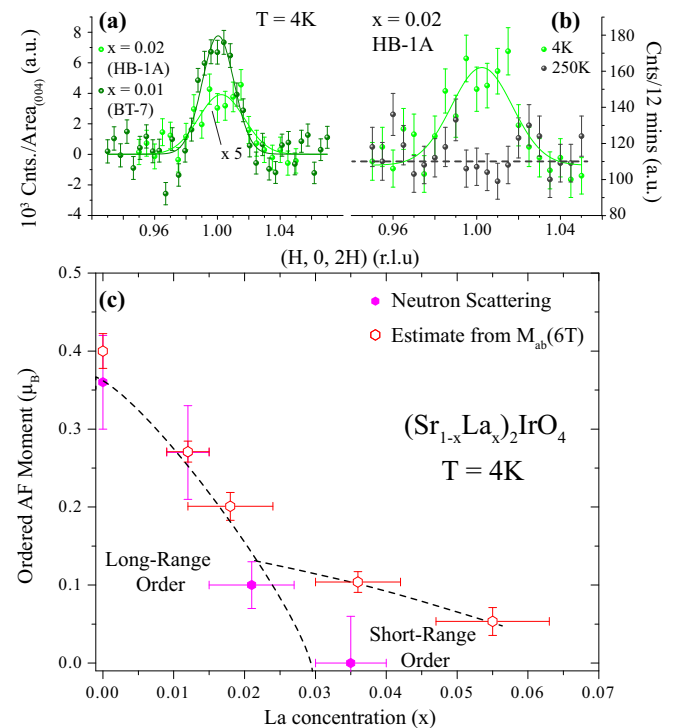 (a)
T = 4K
x = 0.02
(HB-1A)
x = 0.01
(BT-7)
x 5
10³ Cnts./Area₍₀₀₄₎ (a.u.)
8
6
4
2
0
-2
-4
0.96
1.00
1.04
x = 0.02
HB-1A
(b)
4K
250K
Cnts/12 mins (a.u.)
180
160
140
120
100
80
0.96
1.00
1.04
(H, 0, 2H) (r.l.u)
(c)
Neutron Scattering
Estimate from M_ab(6T)
(Sr₁₋ₓLaₓ)₂IrO₄
T = 4K
Long-Range
Order
Short-Range
Order
Ordered AF Moment (μ_B)
0.5
0.4
0.3
0.2
0.1
0.0
0.00 0.01 0.02 0.03 0.04 0.05 0.06 0.07
La concentration (x)